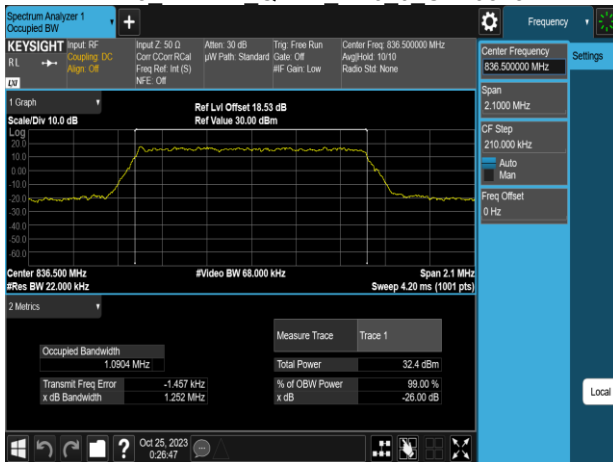 Spectrum Analyzer 1
Occupied BW
Frequency
KEYSIGHT
RL
LXI
Input: RF
Coupling: DC
Align: Off
Input Z: 50 Ω
Corr CCorr RCal
Freq Ref: Int (S)
NFE: Off
Atten: 30 dB
µW Path: Standard
Trig: Free Run
Gate: Off
#IF Gain: Low
Center Freq: 836.500000 MHz
Avg|Hold: 10/10
Radio Std: None
Center Frequency
836.500000 MHz
Settings
Span
2.1000 MHz
CF Step
210.000 kHz
Auto
Man
Freq Offset
0 Hz
1 Graph
Scale/Div 10.0 dB
Ref Lvl Offset 18.53 dB
Ref Value 30.00 dBm
Log
20.0
10.0
0.00
-10.0
-20.0
-30.0
-40.0
-50.0
-60.0
Center 836.500 MHz
#Video BW 68.000 kHz
Span 2.1 MHz
#Res BW 22.000 kHz
Sweep 4.20 ms (1001 pts)
2 Metrics
Measure Trace
Trace 1
Occupied Bandwidth
1.0904 MHz
Total Power
32.4 dBm
Transmit Freq Error
-1.457 kHz
% of OBW Power
99.00 %
x dB Bandwidth
1.252 MHz
x dB
-26.00 dB
Local
?
Oct 25, 2023
0:26:47